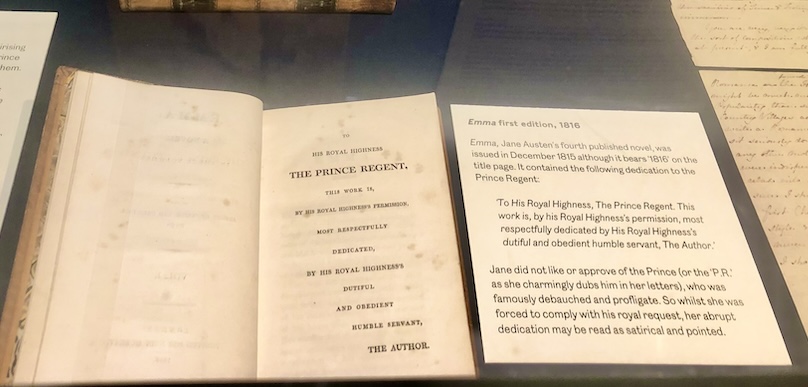 ırising
ince
hem.
TO
HIS ROYAL HIGHNESS
THE PRINCE REGENT,
THIS WORK IS,
BY HIS ROYAL HIGHNESS'S PERMISSION,
MOST RESPECTFULLY
DEDICATED,
BY HIS ROYAL HIGHNESS'S
DUTIFUL
AND OBEDIENT
HUMBLE SERVANT,
THE AUTHOR.
Emma first edition, 1816
Emma, Jane Austen's fourth published novel, was
issued in December 1815 although it bears '1816' on the
title page. It contained the following dedication to the
Prince Regent:
'To His Royal Highness, The Prince Regent. This
work is, by his Royal Highness's permission, most
respectfully dedicated by His Royal Highness's
dutiful and obedient humble servant, The Author.'
Jane did not like or approve of the Prince (or the 'P.R.'
as she charmingly dubs him in her letters), who was
famously debauched and profligate. So whilst she was
forced to comply with his royal request, her abrupt
dedication may be read as satirical and pointed.